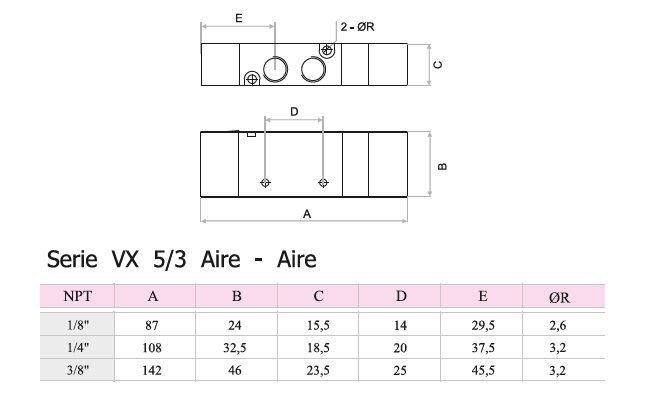 E
2 - ØR
C
D
B
A
Serie VX 5/3 Aire - Aire
NPT A B C D E ØR
1/8" 87 24 15,5 14 29,5 2,6
1/4" 108 32,5 18,5 20 37,5 3,2
3/8" 142 46 23,5 25 45,5 3,2